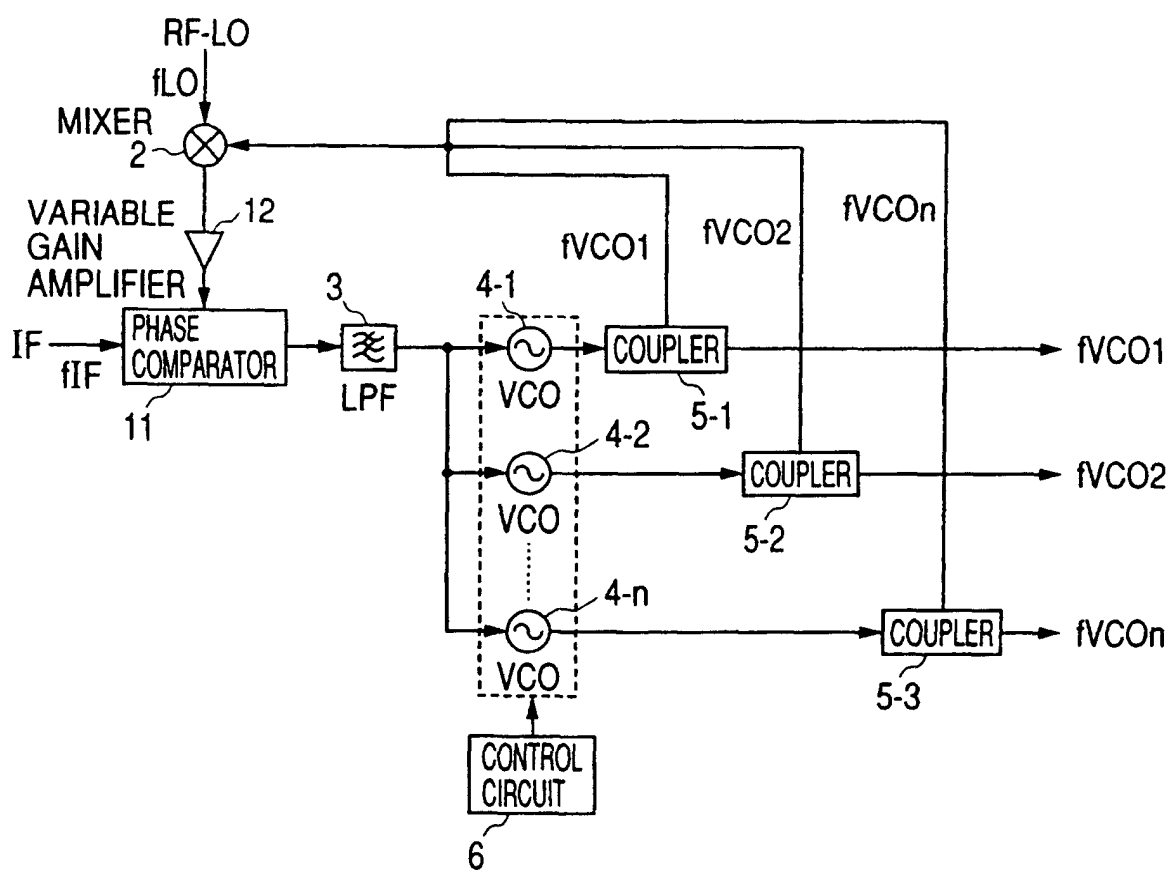 RF-LO
fLO
MIXER
2
VARIABLE
GAIN
AMPLIFIER
12
IF
fIF
PHASE
COMPARATOR
11
3
LPF
4-1
VCO
4-2
VCO
4-n
VCO
CONTROL
CIRCUIT
6
fVCO1
fVCO2
fVCOn
COUPLER
5-1
fVCO1
COUPLER
5-2
fVCO2
COUPLER
5-3
fVCOn